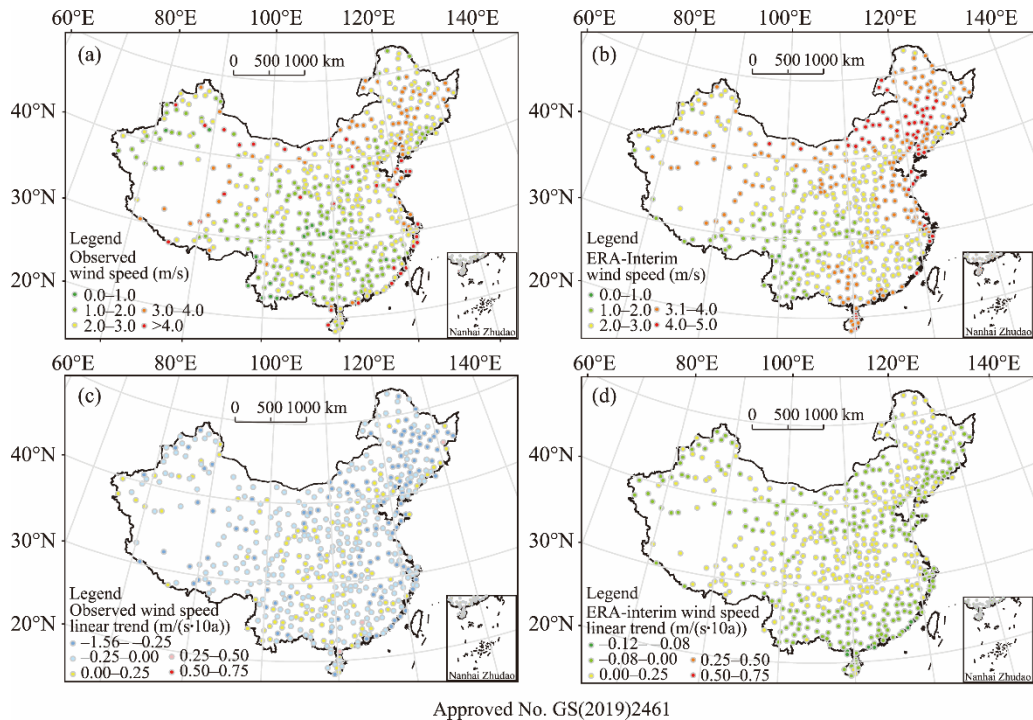 60°E 80°E 100°E 120°E 140°E
60°E 80°E 100°E 120°E 140°E
(a)
0 500 1000 km
40°N
30°N
20°N
Legend
Observed
wind speed (m/s)
0.0–1.0
1.0–2.0 3.0–4.0
2.0–3.0 >4.0
Nanhai Zhudao
(b)
0 500 1000 km
40°N
30°N
20°N
Legend
ERA-Interim
wind speed (m/s)
0.0–1.0
1.0–2.0 3.1–4.0
2.0–3.0 4.0–5.0
Nanhai Zhudao
60°E 80°E 100°E 120°E 140°E
60°E 80°E 100°E 120°E 140°E
(c)
0 500 1000 km
40°N
30°N
20°N
Legend
Observed wind speed
linear trend (m/(s·10a))
−1.56–−0.25
−0.25–0.00 0.25–0.50
0.00–0.25 0.50–0.75
Nanhai Zhudao
(d)
0 500 1000 km
40°N
30°N
20°N
Legend
ERA-interim wind speed
linear trend (m/(s·10a))
−0.12–−0.08
−0.08–0.00 0.25–0.50
0.00–0.25 0.50–0.75
Nanhai Zhudao
Approved No. GS(2019)2461